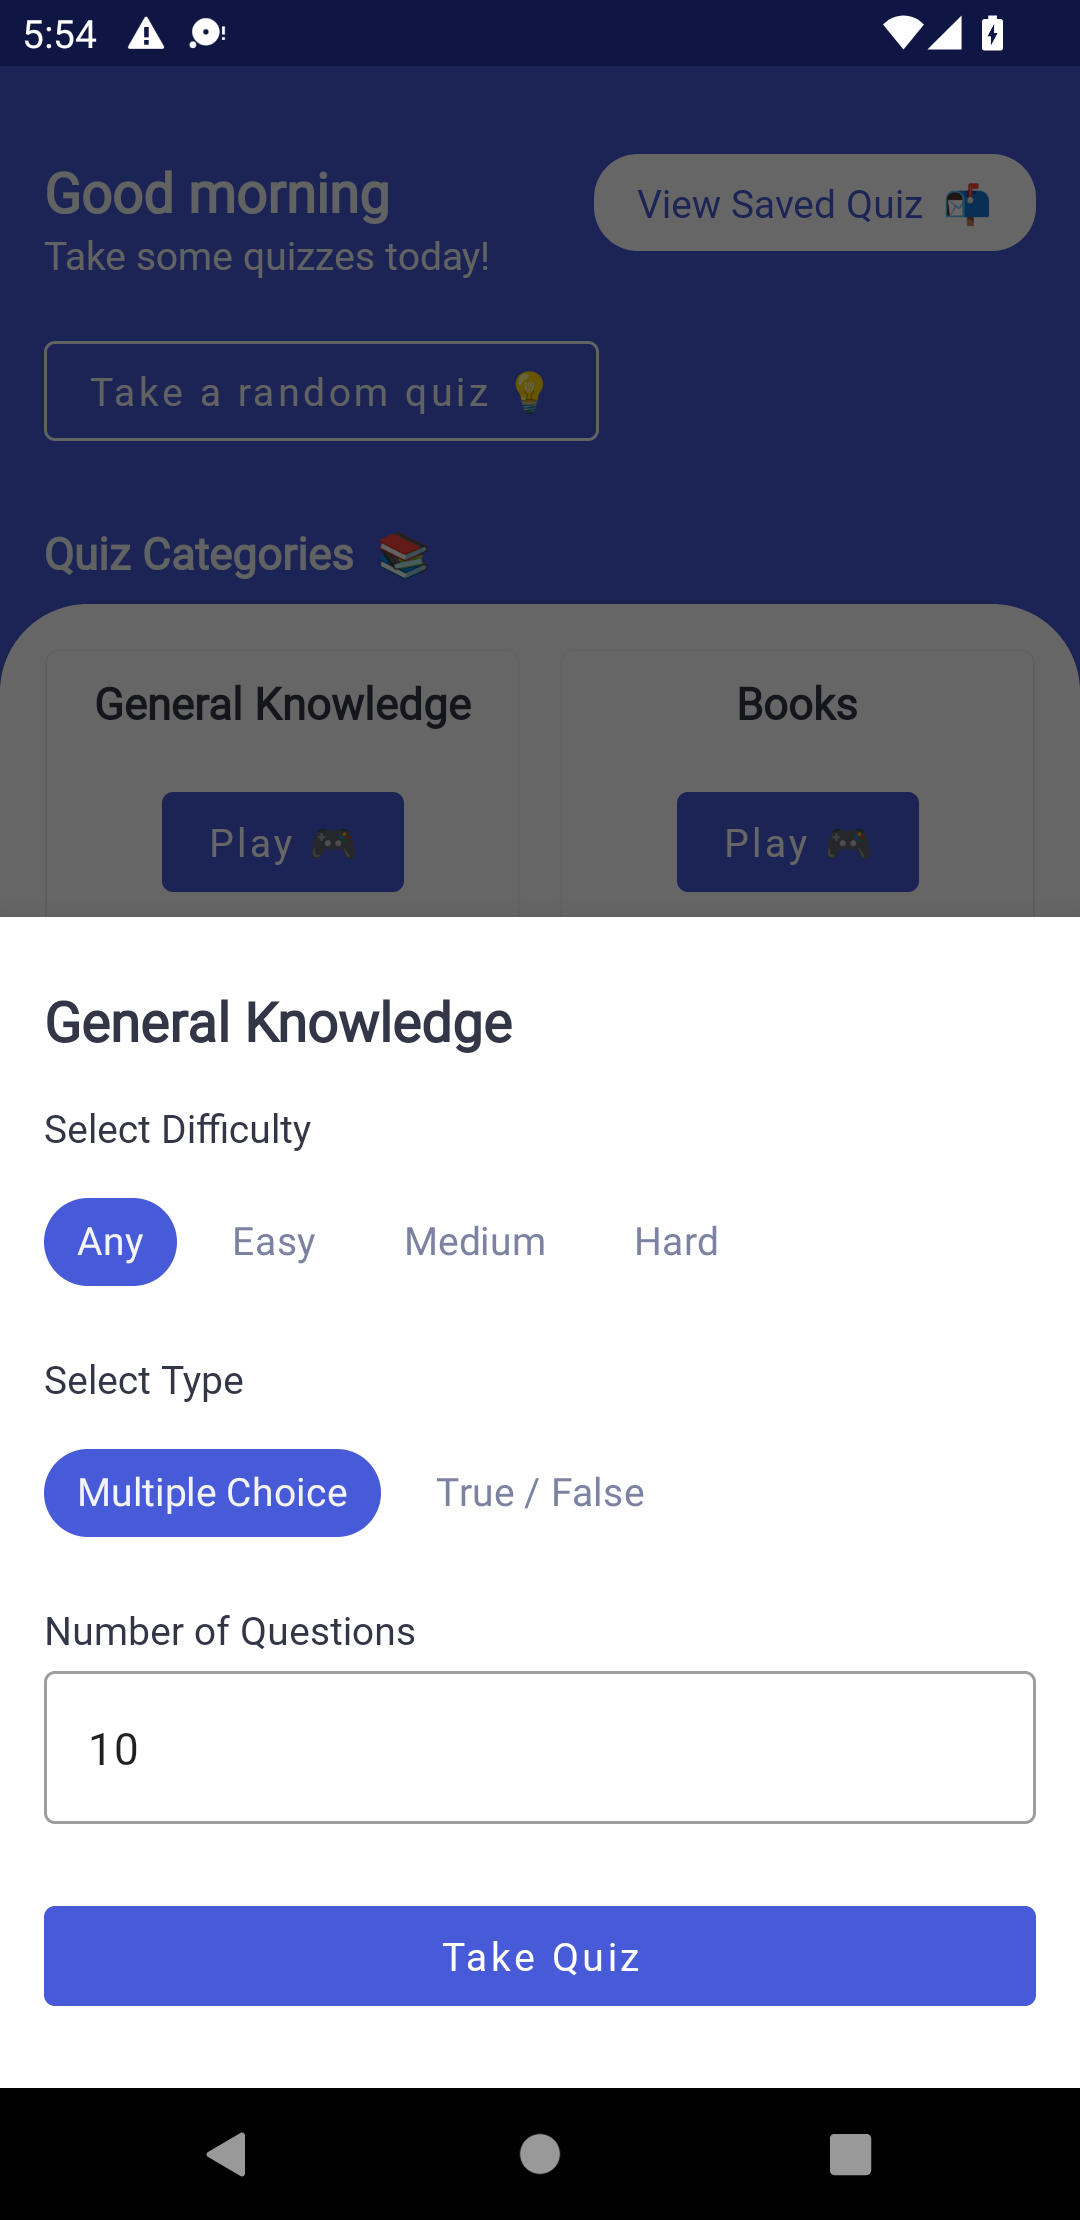 5:54
Good morning
View Saved Quiz
Take some quizzes today!
Take a random quiz
Quiz Categories
General Knowledge
Books
Play
Play
General Knowledge
Select Difficulty
Any
Easy
Medium
Hard
Select Type
Multiple Choice
True / False
Number of Questions
10
Take Quiz